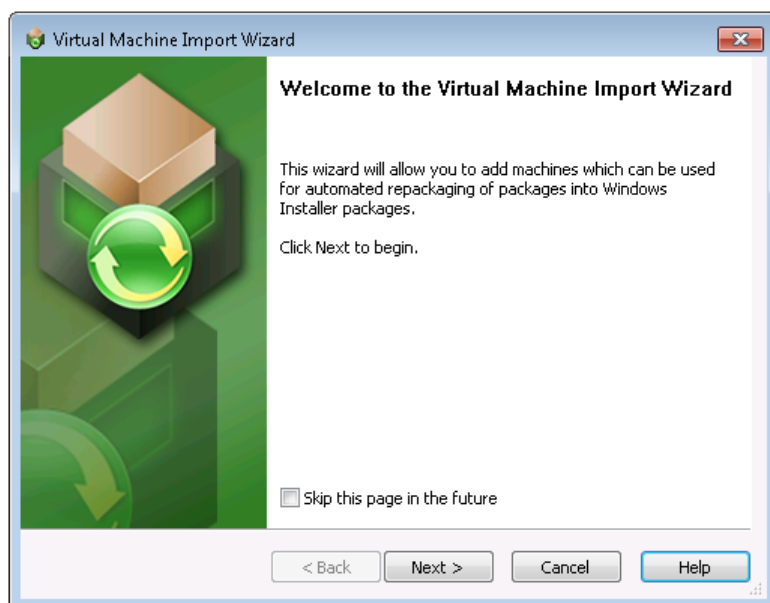 Virtual Machine Import Wizard
Welcome to the Virtual Machine Import Wizard
This wizard will allow you to add machines which can be used
for automated repackaging of packages into Windows
Installer packages.
Click Next to begin.
Skip this page in the future
< Back
Next >
Cancel
Help